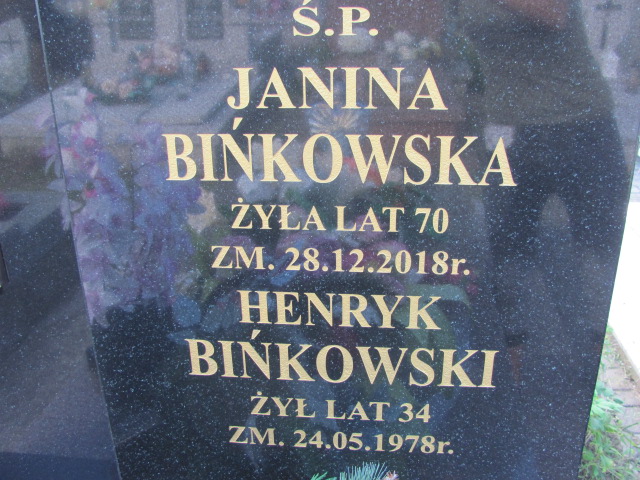 Ś.P.
JANINA
BIŃKOWSKA
ŻYŁA LAT 70
ZM. 28.12.2018r.
HENRYK
BIŃKOWSKI
ŻYŁ LAT 34
ZM. 24.05.1978r.